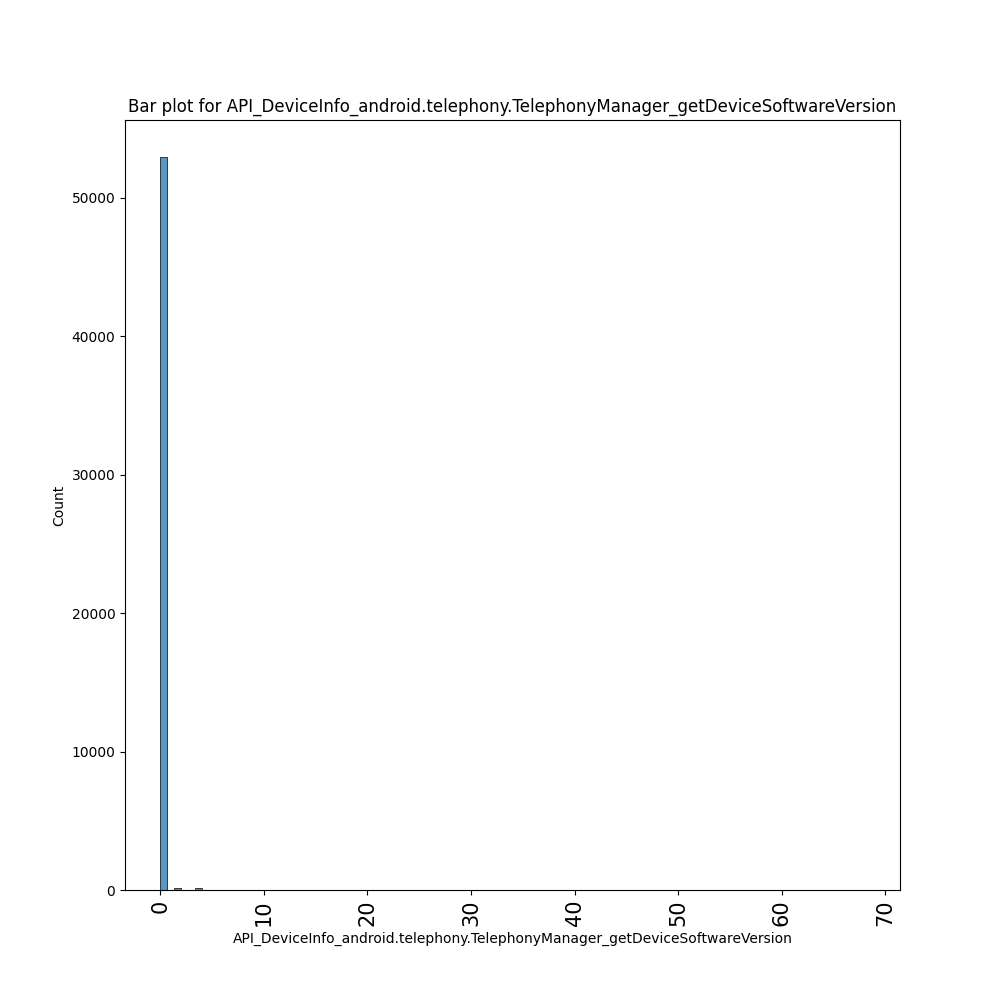 Bar plot for API_DeviceInfo_android.telephony.TelephonyManager_getDeviceSoftwareVersion
50000
40000
30000
20000
10000
0
Count
0 10 20 30 40 50 60 70
API_DeviceInfo_android.telephony.TelephonyManager_getDeviceSoftwareVersion